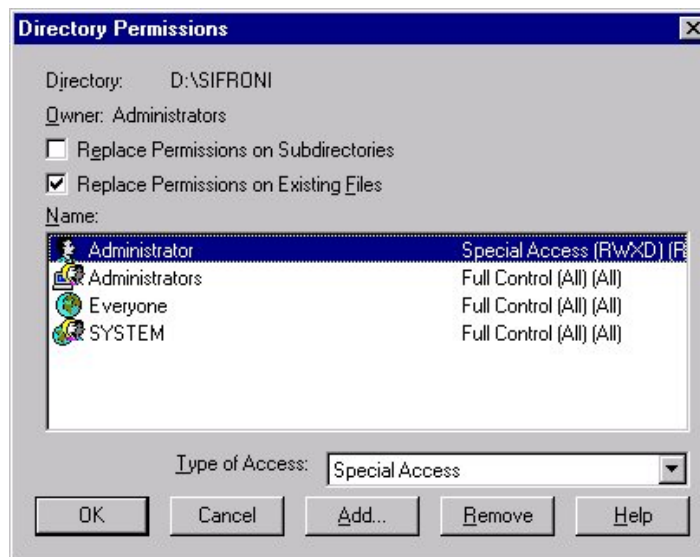 Directory Permissions
Directory: D:\SIFRONI
Owner: Administrators
Replace Permissions on Subdirectories
Replace Permissions on Existing Files
Name:
Administrator Special Access (RWXD) (R
Administrators Full Control (All) (All)
Everyone Full Control (All) (All)
SYSTEM Full Control (All) (All)
Type of Access: Special Access
OK Cancel Add... Remove Help